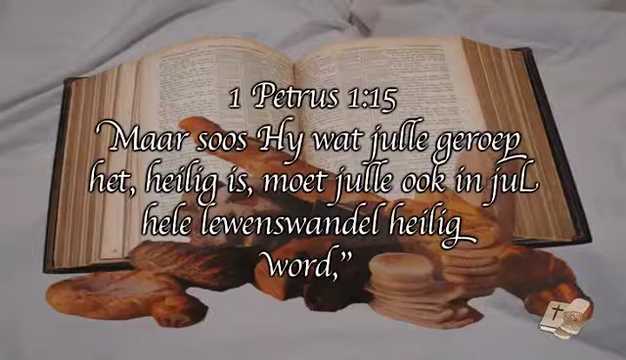 1 Petrus 1:15
Maar soos Hy wat julle geroep
het, heilig is, moet julle ook in jul
hele lewenswandel heilig
word,”